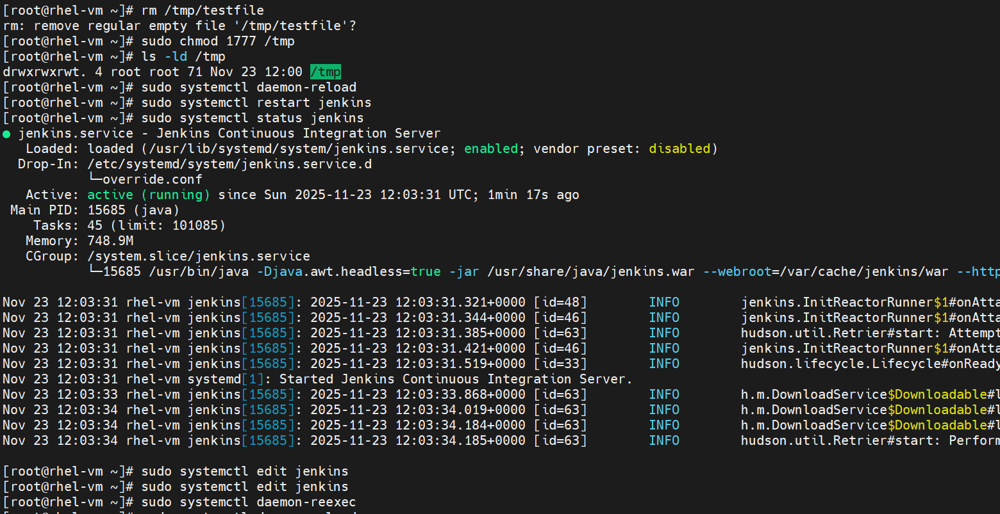 [root@rhel-vm ~]# rm /tmp/testfile
rm: remove regular empty file '/tmp/testfile'?
[root@rhel-vm ~]# sudo chmod 1777 /tmp
[root@rhel-vm ~]# ls -ld /tmp
drwxrwxrwt. 4 root root 71 Nov 23 12:00 /tmp
[root@rhel-vm ~]# sudo systemctl daemon-reload
[root@rhel-vm ~]# sudo systemctl restart jenkins
[root@rhel-vm ~]# sudo systemctl status jenkins
● jenkins.service - Jenkins Continuous Integration Server
   Loaded: loaded (/usr/lib/systemd/system/jenkins.service; enabled; vendor preset: disabled)
  Drop-In: /etc/systemd/system/jenkins.service.d
           └─override.conf
   Active: active (running) since Sun 2025-11-23 12:03:31 UTC; 1min 17s ago
 Main PID: 15685 (java)
    Tasks: 45 (limit: 101085)
   Memory: 748.9M
   CGroup: /system.slice/jenkins.service
           └─15685 /usr/bin/java -Djava.awt.headless=true -jar /usr/share/java/jenkins.war --webroot=/var/cache/jenkins/war --http
Nov 23 12:03:31 rhel-vm jenkins[15685]: 2025-11-23 12:03:31.321+0000 [id=48]        INFO        jenkins.InitReactorRunner$1#onAtta
Nov 23 12:03:31 rhel-vm jenkins[15685]: 2025-11-23 12:03:31.344+0000 [id=46]        INFO        jenkins.InitReactorRunner$1#onAtta
Nov 23 12:03:31 rhel-vm jenkins[15685]: 2025-11-23 12:03:31.385+0000 [id=63]        INFO        hudson.util.Retrier#start: Attempt
Nov 23 12:03:31 rhel-vm jenkins[15685]: 2025-11-23 12:03:31.421+0000 [id=46]        INFO        jenkins.InitReactorRunner$1#onAtta
Nov 23 12:03:31 rhel-vm jenkins[15685]: 2025-11-23 12:03:31.519+0000 [id=33]        INFO        hudson.lifecycle.Lifecycle#onReady
Nov 23 12:03:31 rhel-vm systemd[1]: Started Jenkins Continuous Integration Server.
Nov 23 12:03:33 rhel-vm jenkins[15685]: 2025-11-23 12:03:33.868+0000 [id=63]        INFO        h.m.DownloadService$Downloadable#l
Nov 23 12:03:34 rhel-vm jenkins[15685]: 2025-11-23 12:03:34.019+0000 [id=63]        INFO        h.m.DownloadService$Downloadable#l
Nov 23 12:03:34 rhel-vm jenkins[15685]: 2025-11-23 12:03:34.184+0000 [id=63]        INFO        h.m.DownloadService$Downloadable#l
Nov 23 12:03:34 rhel-vm jenkins[15685]: 2025-11-23 12:03:34.185+0000 [id=63]        INFO        hudson.util.Retrier#start: Perform
[root@rhel-vm ~]# sudo systemctl edit jenkins
[root@rhel-vm ~]# sudo systemctl edit jenkins
[root@rhel-vm ~]# sudo systemctl daemon-reexec